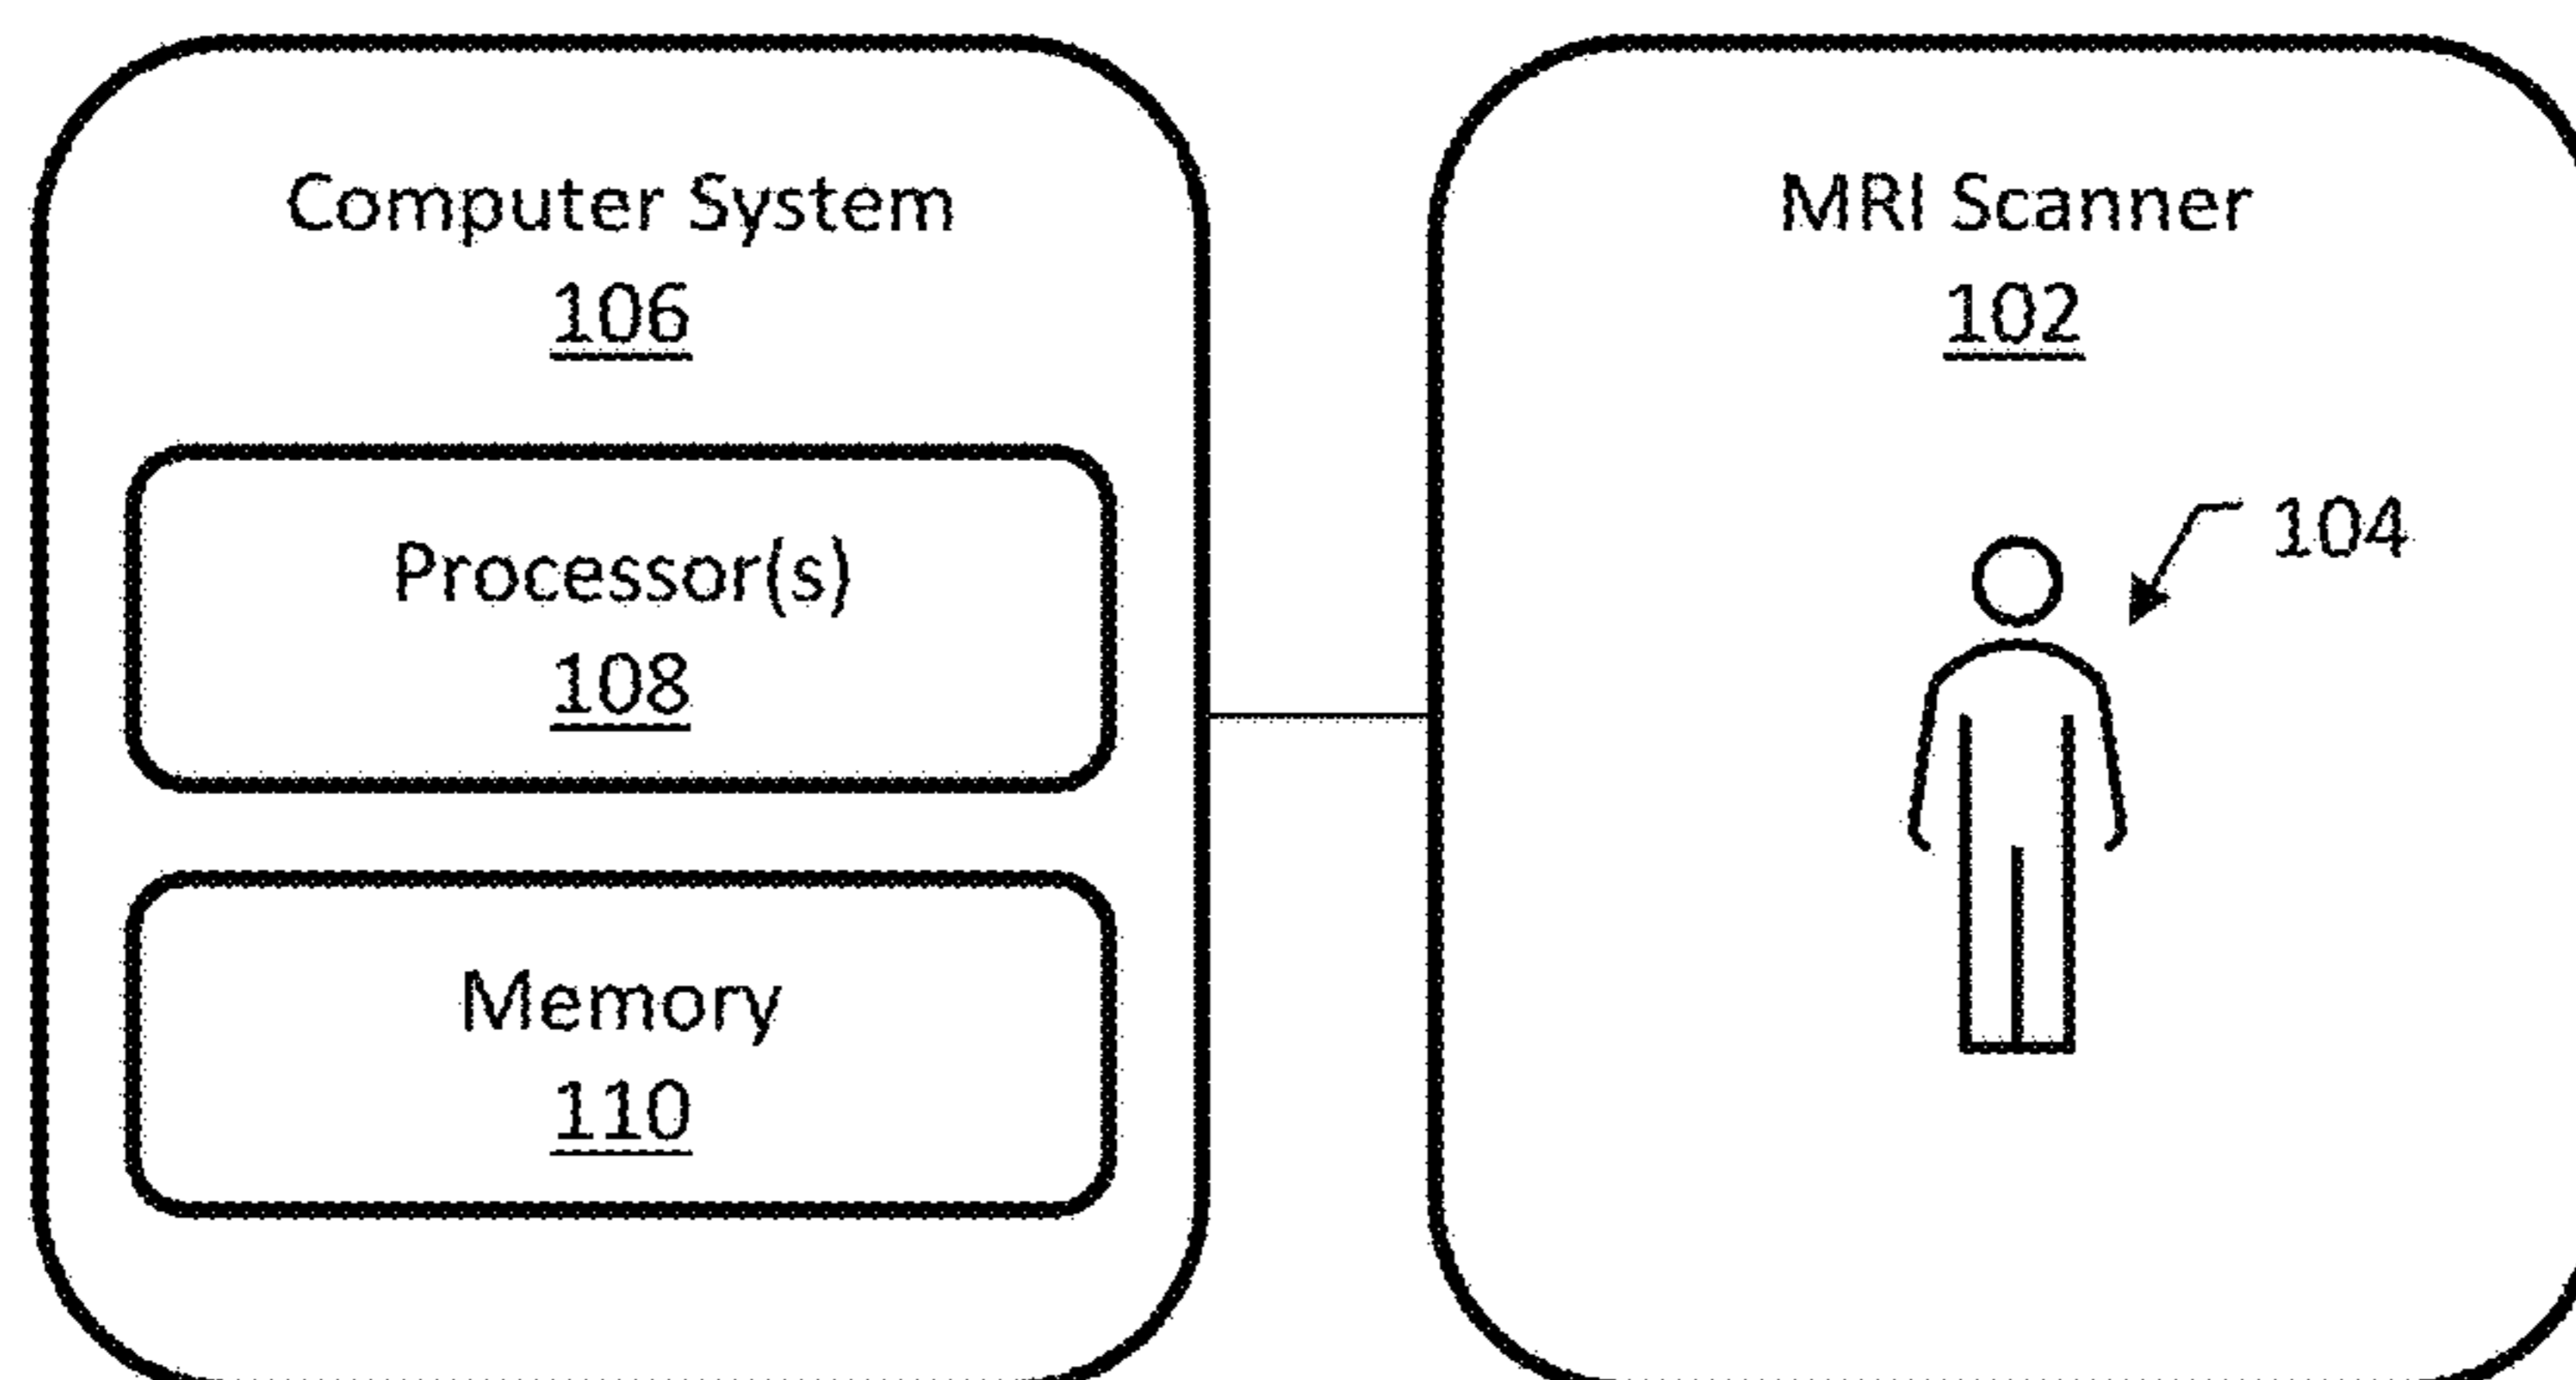 Computer System
106
Processor(s)
108
Memory
110
MRI Scanner
102
104